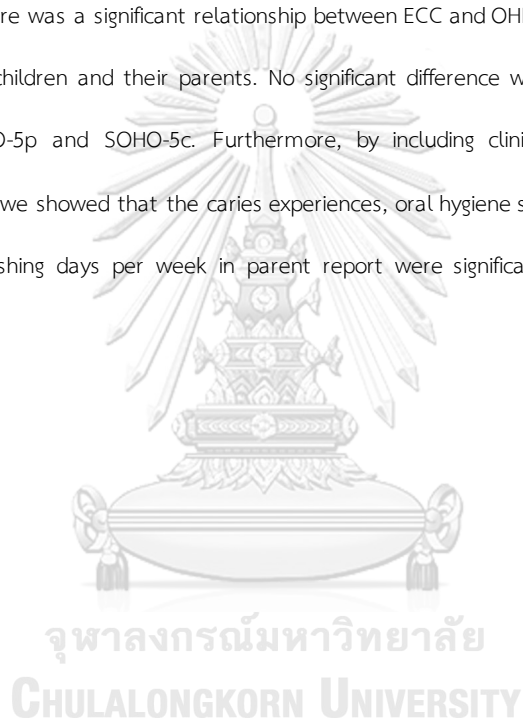 re was a significant relationship between ECC and OH
children and their parents. No significant difference w
O-5p and SOHO-5c. Furthermore, by including clini
we showed that the caries experiences, oral hygiene s
shing days per week in parent report were significa
จุฬาลงกรณ์มหาวิทยาลัย
CHULALONGKORN UNIVERSITY